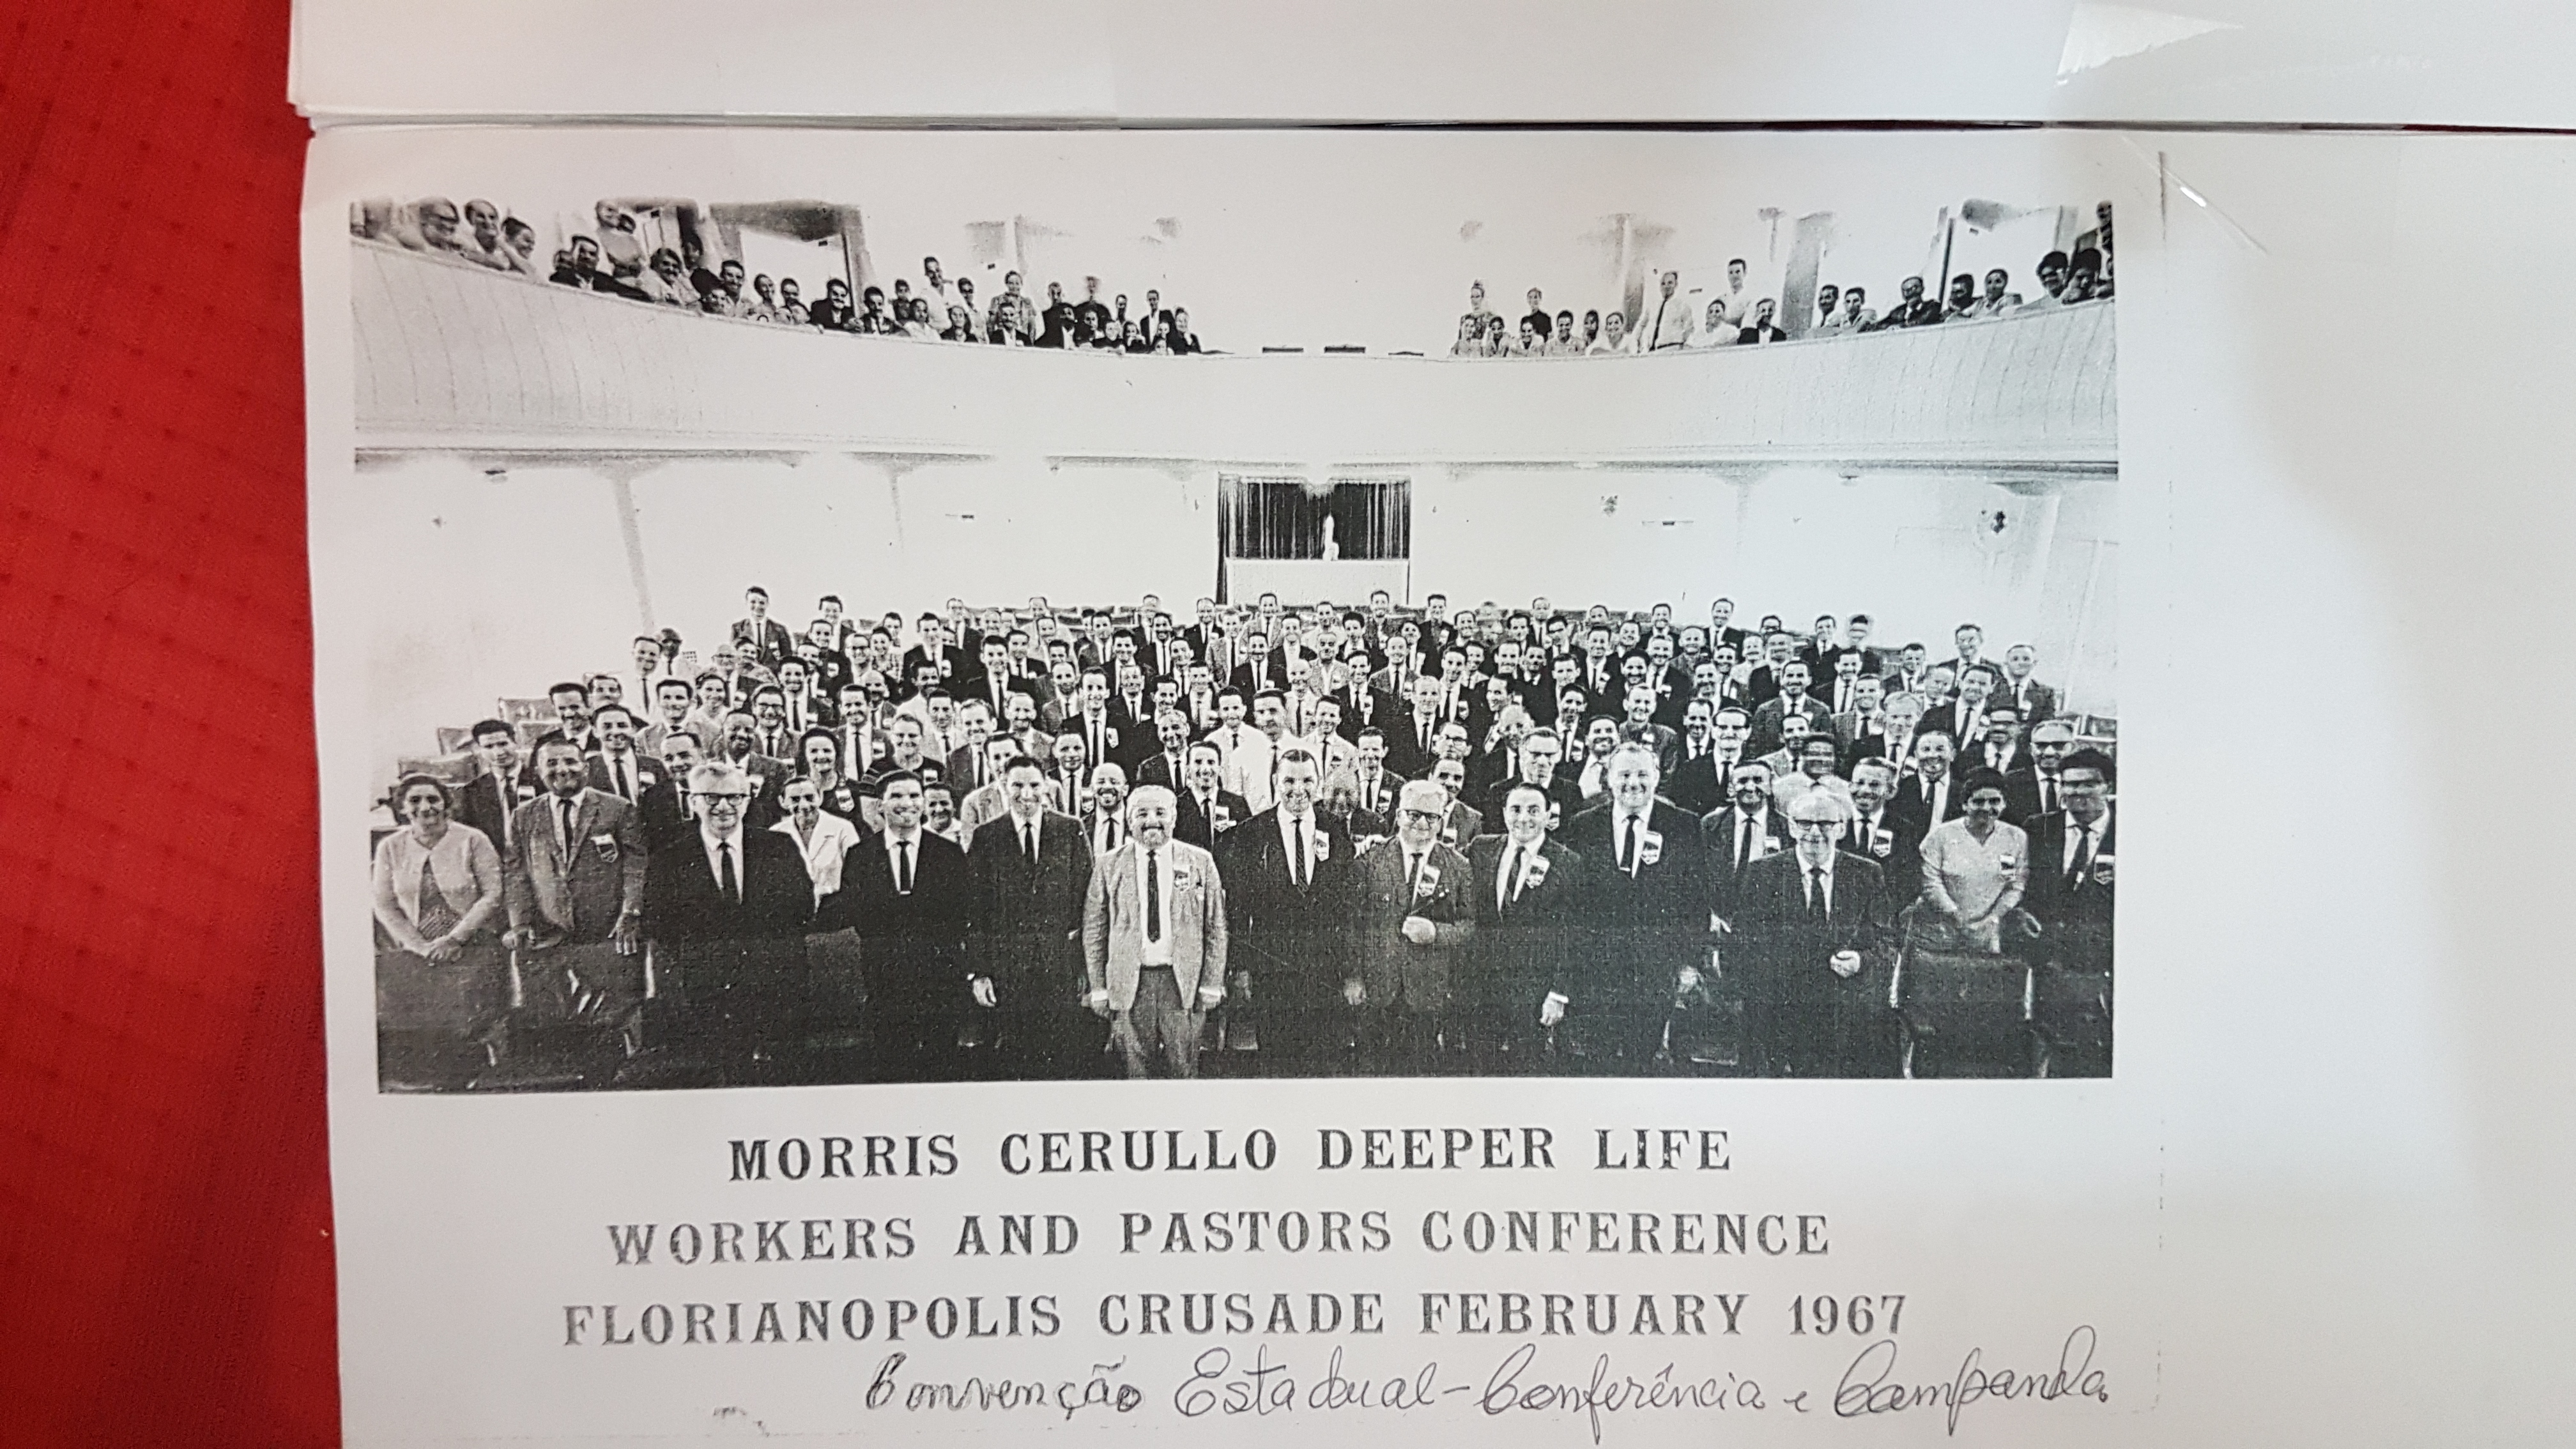 MORRIS CERULLO DEEPER LIFE
WORKERS AND PASTORS CONFERENCE
FLORIANOPOLIS CRUSADE FEBRUARY 1967
Convenção Estadual - Conferência e Campanha